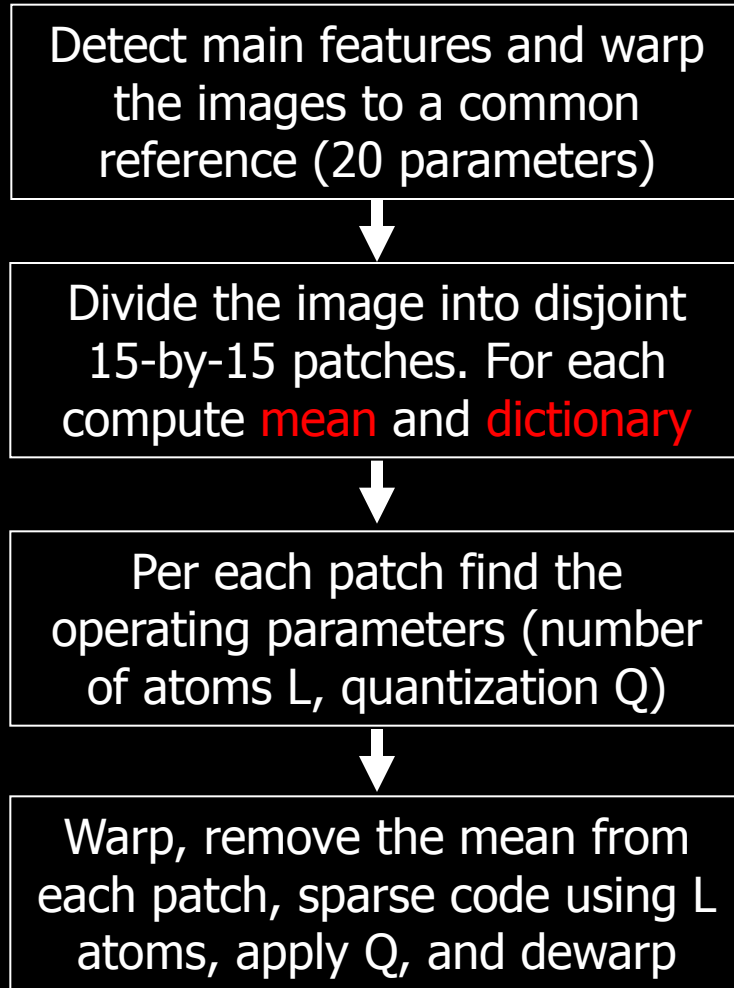 Detect main features and warp
the images to a common
reference (20 parameters)
Divide the image into disjoint
15-by-15 patches. For each
compute mean and dictionary
Per each patch find the
operating parameters (number
of atoms L, quantization Q)
Warp, remove the mean from
each patch, sparse code using L
atoms, apply Q, and dewarp